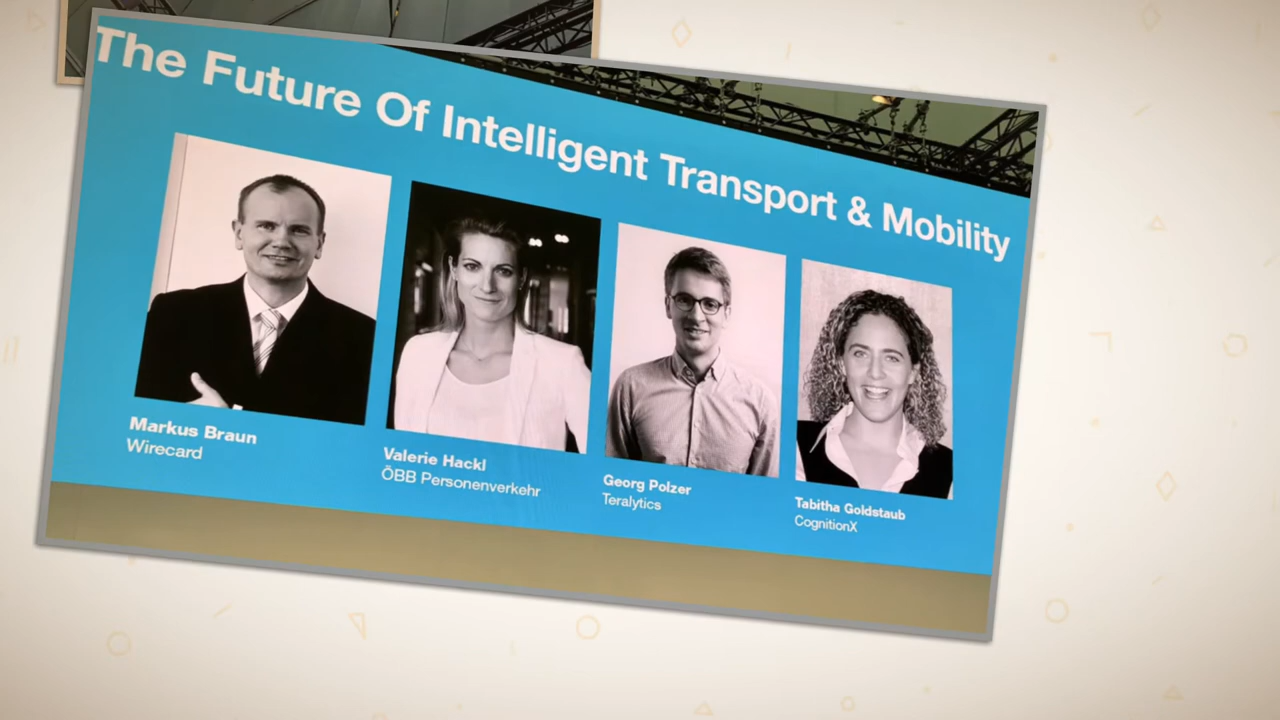 The Future Of Intelligent Transport & Mobility
Markus Braun
Wirecard
Valerie Hackl
ÖBB Personenverkehr
Georg Polzer
Teralytics
Tabitha Goldstaub
CognitionX